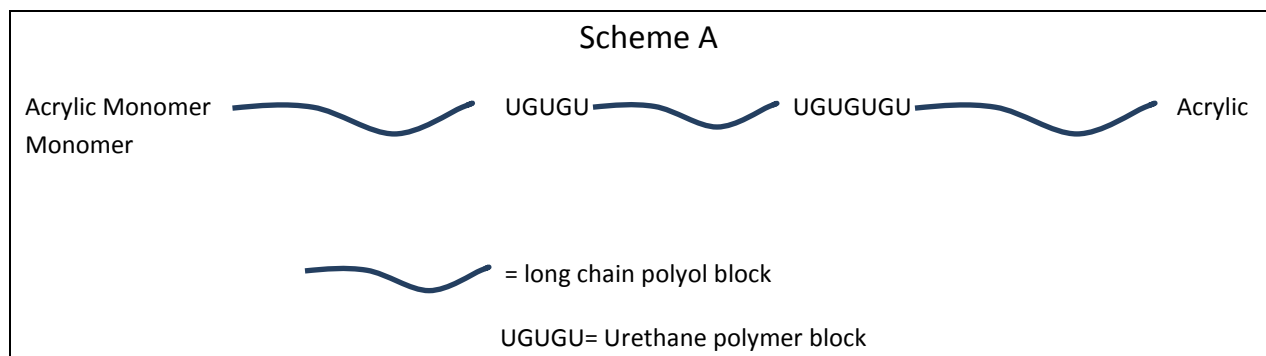 Scheme A
Acrylic Monomer UGUGU UGUGUGU Acrylic
Monomer
= long chain polyol block
UGUGU= Urethane polymer block